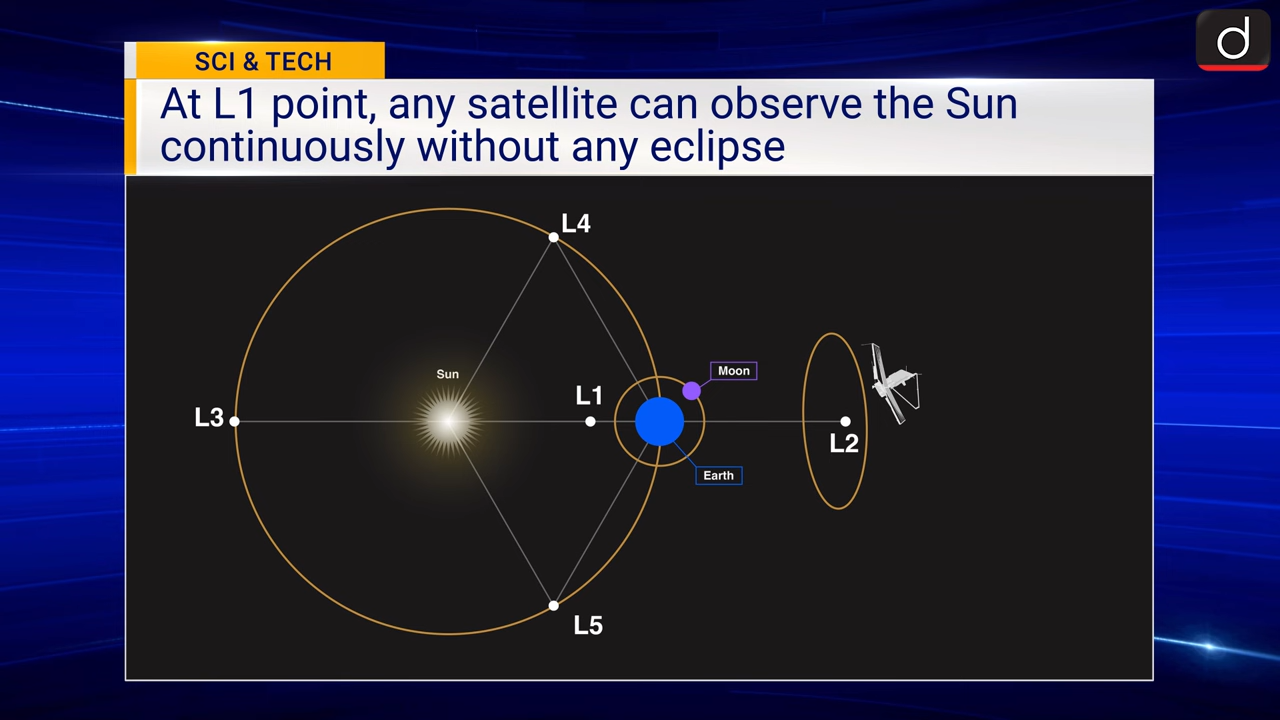 d
SCI & TECH
At L1 point, any satellite can observe the Sun
continuously without any eclipse
L4
Sun
Moon
L1
L3
L2
Earth
L5